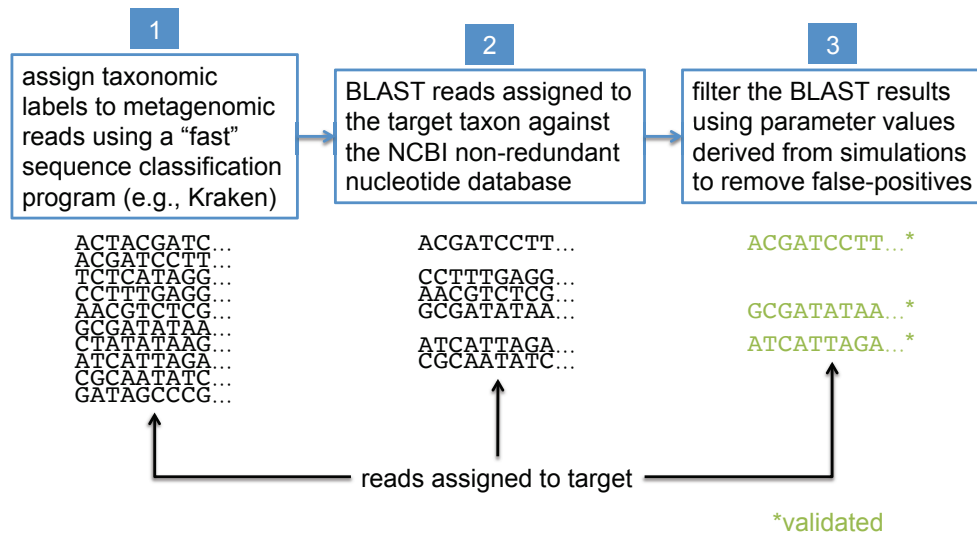 1
assign taxonomic
labels to metagenomic
reads using a “fast”
sequence classification
program (e.g., Kraken)
2
BLAST reads assigned to
the target taxon against
the NCBI non-redundant
nucleotide database
3
filter the BLAST results
using parameter values
derived from simulations
to remove false-positives
ACTACGATC...
ACGATCCTT...
TCTCATAGG...
CCTTTGAGG...
AACGTCTCG...
GCGATATAA...
CTATATAAG...
ATCATTAGA...
CGCAATATC...
GATAGCCCG...
ACGATCCTT...
CCTTTGAGG...
AACGTCTCG...
GCGATATAA...
ATCATTAGA...
CGCAATATC...
ACGATCCTT...*
GCGATATAA...*
ATCATTAGA...*
reads assigned to target
*validated